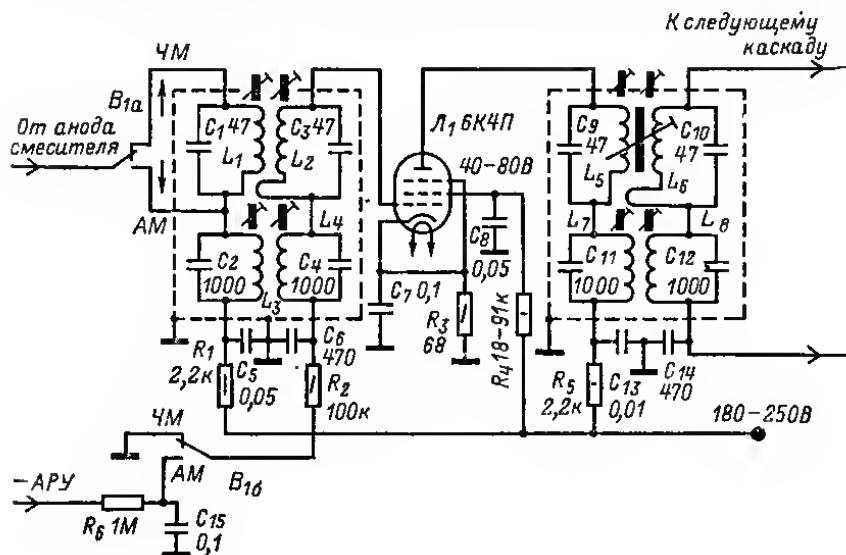 К следующему
каскаду
ЧМ
В1а
От анода
смесителя
АМ
C1 47
C3 47
L1
L2
L4
C2
1000
C4
1000
L3
Л1 6К4П
40-80В
C8
0,05
C7 0,1
R3
68
R4 18-91к
C9
47
C10
47
L5
L6
L7
L8
C11
1000
C12
1000
R1
2,2к
C5
0,05
C6
470
R2
100к
R5
2,2к
C13
0,01
C14
470
180-250В
ЧМ
АМ
В1б
-АРУ
R6 1М
C15
0,1